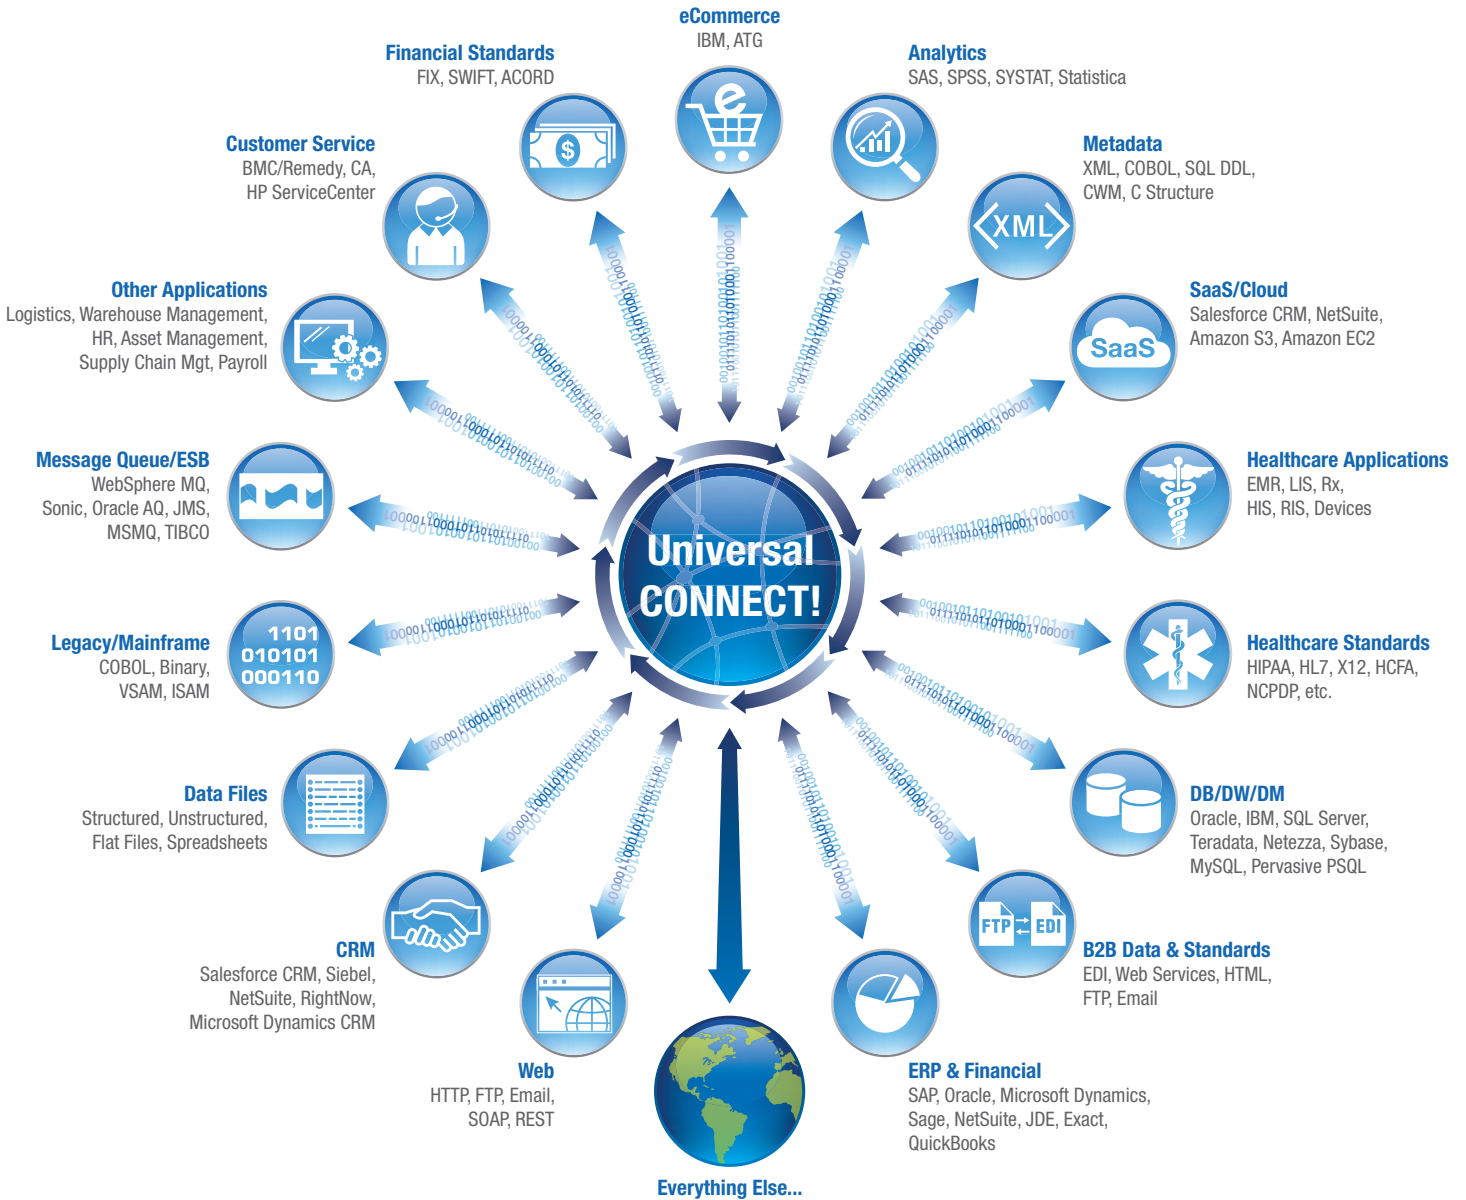 eCommerce
IBM, ATG
Analytics
SAS, SPSS, SYSTAT, Statistica
Metadata
XML, COBOL, SQL DDL,
CWM, C Structure
XML
SaaS/Cloud
Salesforce CRM, NetSuite,
Amazon S3, Amazon EC2
SaaS
Healthcare Applications
EMR, LIS, Rx,
HIS, RIS, Devices
Healthcare Standards
HIPAA, HL7, X12, HCFA,
NCPDP, etc.
DB/DW/DM
Oracle, IBM, SQL Server,
Teradata, Netezza, Sybase,
MySQL, Pervasive PSQL
FTP EDI
B2B Data & Standards
EDI, Web Services, HTML,
FTP, Email
ERP & Financial
SAP, Oracle, Microsoft Dynamics,
Sage, NetSuite, JDE, Exact,
QuickBooks
Everything Else...
Web
HTTP, FTP, Email,
SOAP, REST
CRM
Salesforce CRM, Siebel,
NetSuite, RightNow,
Microsoft Dynamics CRM
Data Files
Structured, Unstructured,
Flat Files, Spreadsheets
Legacy/Mainframe
COBOL, Binary,
VSAM, ISAM
1101
010101
000110
Message Queue/ESB
WebSphere MQ,
Sonic, Oracle AQ, JMS,
MSMQ, TIBCO
Other Applications
Logistics, Warehouse Management,
HR, Asset Management,
Supply Chain Mgt, Payroll
Customer Service
BMC/Remedy, CA,
HP ServiceCenter
Financial Standards
FIX, SWIFT, ACORD
$
e
Universal
CONNECT!